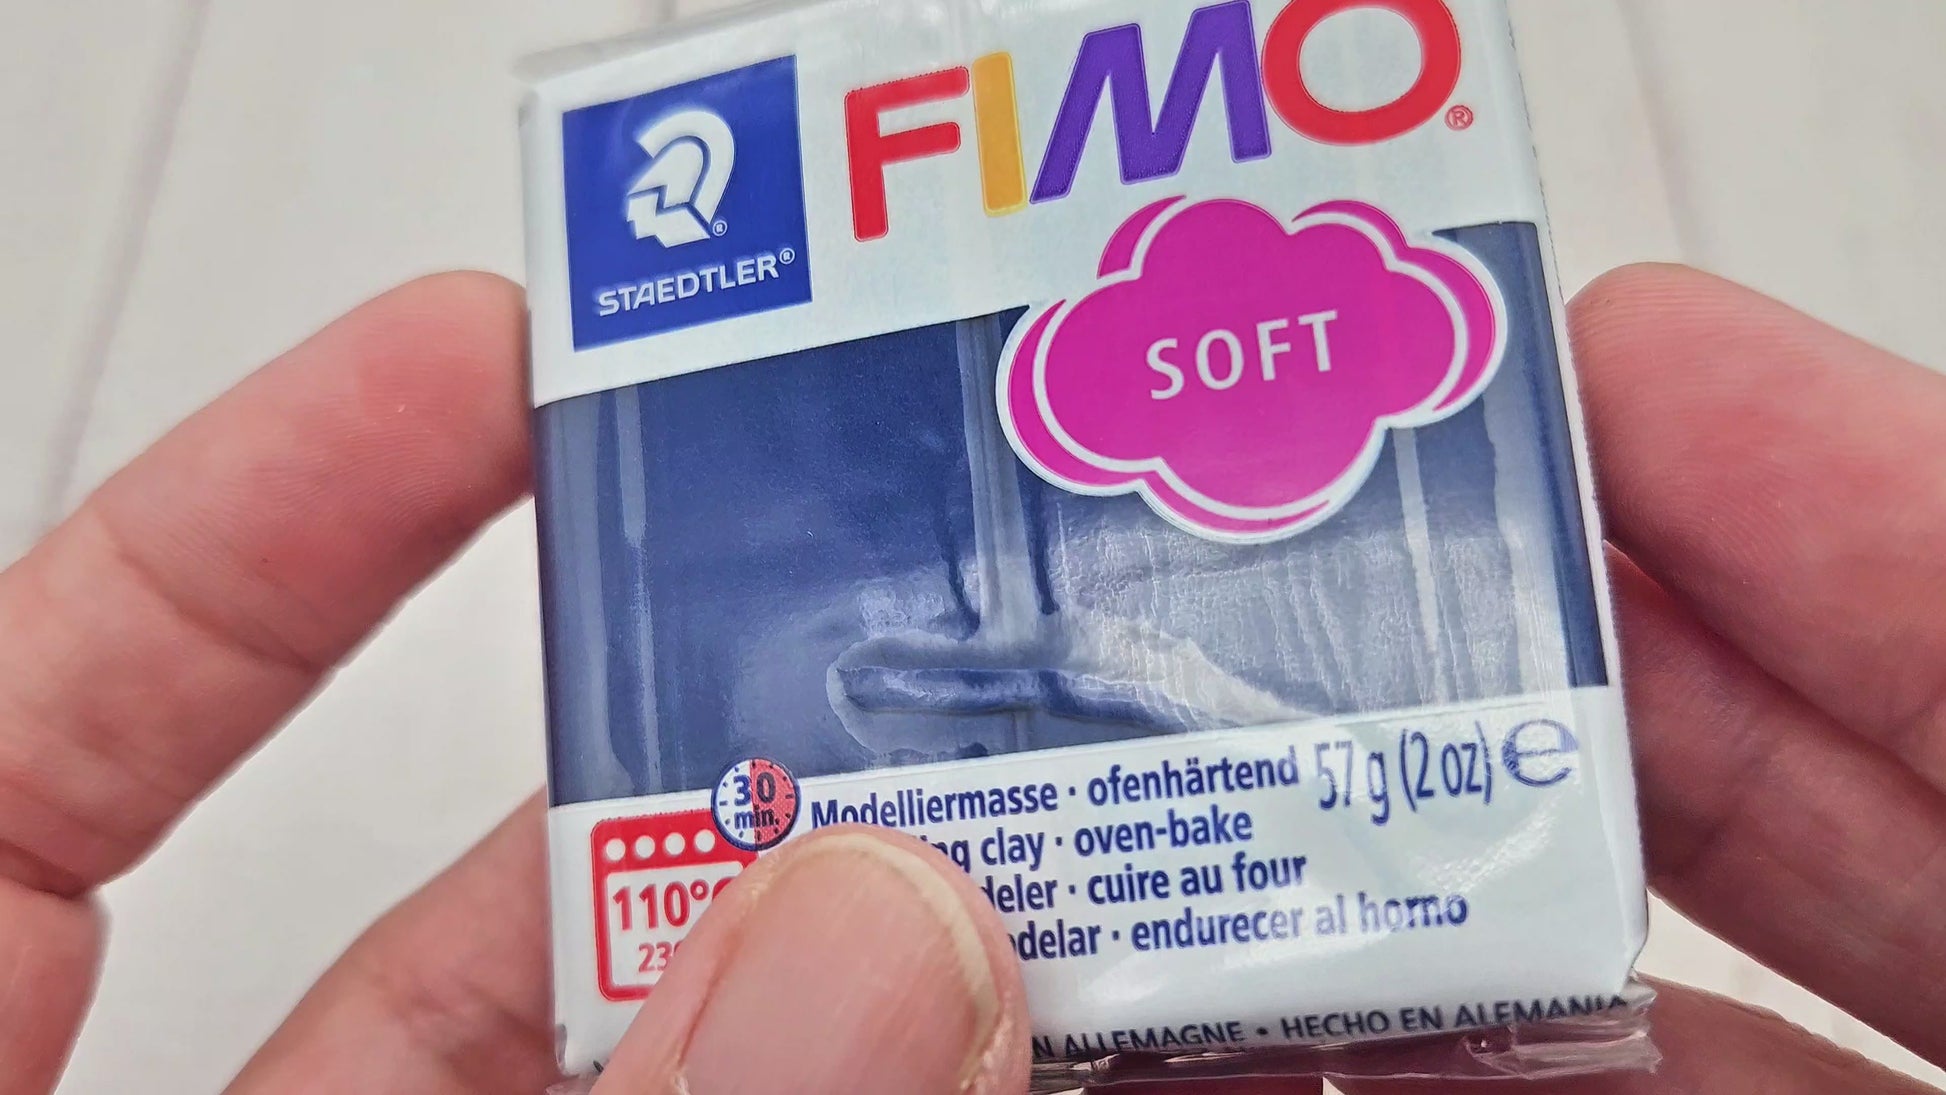 FIMO®
STAEDTLER®
SOFT
30
min.
Modelliermasse · ofenhärtend 57 g (2 oz) e
clay · oven-bake
110°
cuire au four
endurecer al horno
ALLEMAGNE • HECHO EN ALEMANIA